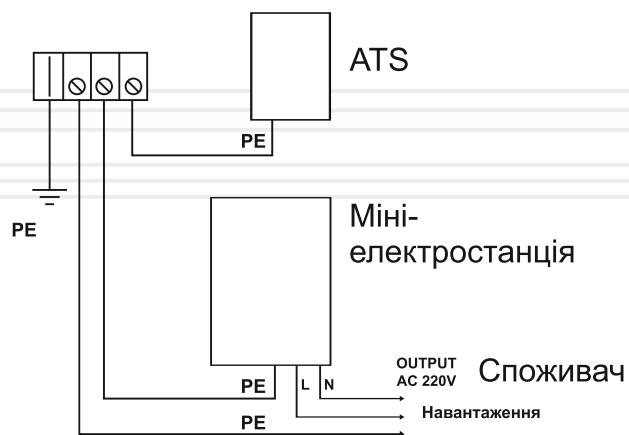 ATS
PE
PE
Міні-
електростанція
OUTPUT
AC 220V
Споживач
PE
L
N
Навантаження
PE